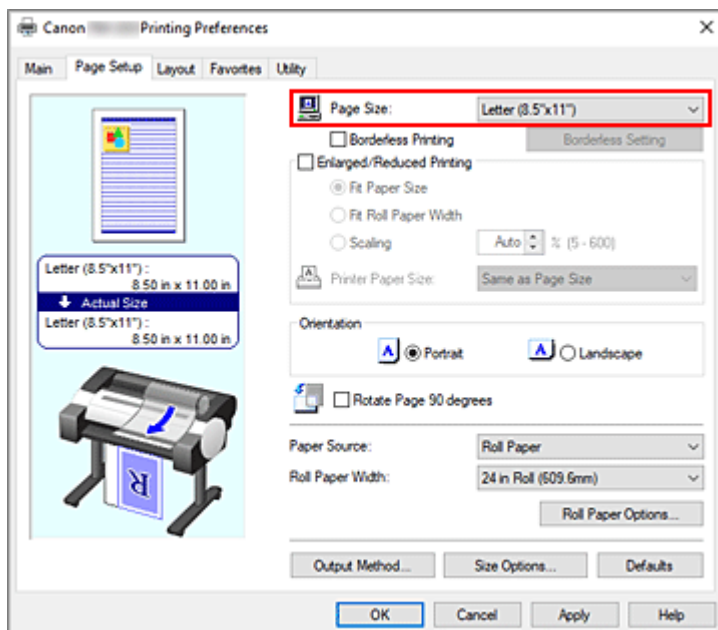 Canon Printing Preferences
Main Page Setup Layout Favorites Utility
Page Size: Letter (8.5"x11")
Borderless Printing Borderless Setting
Enlarged/Reduced Printing
Fit Paper Size
Fit Roll Paper Width
Scaling Auto % (5 - 600)
Printer Paper Size: Same as Page Size
Letter (8.5"x11") :
8.50 in x 11.00 in
Actual Size
Letter (8.5"x11") :
8.50 in x 11.00 in
Orientation
A Portrait A Landscape
Rotate Page 90 degrees
Paper Source: Roll Paper
Roll Paper Width: 24 in Roll (609.6mm)
Roll Paper Options...
R
Output Method... Size Options... Defaults
OK Cancel Apply Help